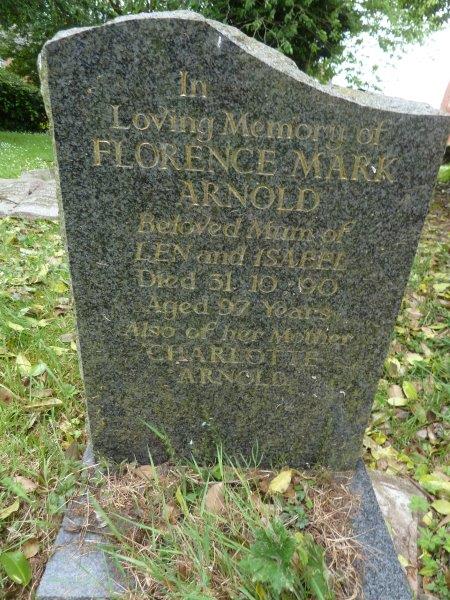 In
Loving Memory of
FLORENCE MARK
ARNOLD
Beloved Mum of
LEN and ISABEL
Died 31·10·90
Aged 97 Years
Also of her Mother
CHARLOTTE
ARNOLD